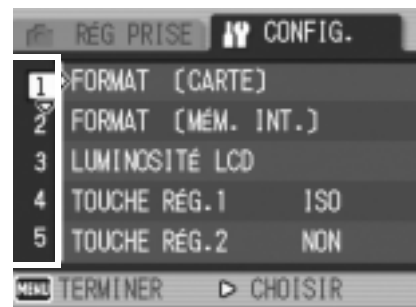 RÉG PRISE CONFIG.
1 FORMAT [CARTE]
2 FORMAT [MÉM. INT.]
3 LUMINOSITÉ LCD
4 TOUCHE RÉG.1 ISO
5 TOUCHE RÉG.2 NON
MENU TERMINER CHOISIR